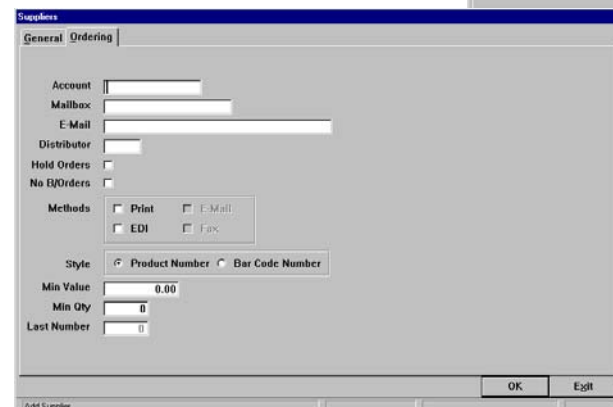 Suppliers
General Ordering
Account
Mailbox
E-Mail
Distributor
Hold Orders
No B/Orders
Methods Print E-Mail
EDI Fax
Style Product Number Bar Code Number
Min Value 0.00
Min Qty 0
Last Number 0
OK Exit
Add Supplier